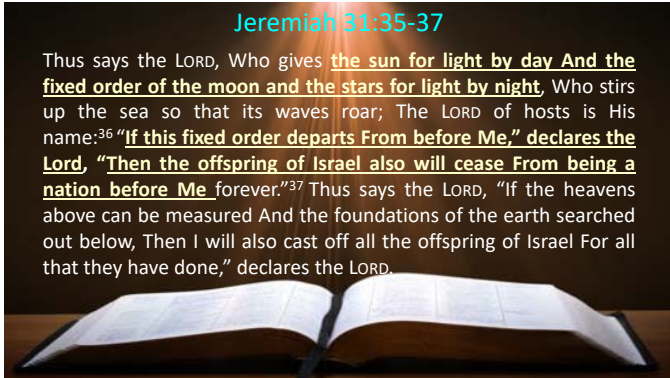 Jeremiah 31:35-37
Thus says the LORD, Who gives the sun for light by day And the
fixed order of the moon and the stars for light by night, Who stirs
up the sea so that its waves roar; The LORD of hosts is His
name:36 “If this fixed order departs From before Me,” declares the
Lord, “Then the offspring of Israel also will cease From being a
nation before Me forever.”37 Thus says the LORD, “If the heavens
above can be measured And the foundations of the earth searched
out below, Then I will also cast off all the offspring of Israel For all
that they have done,” declares the LORD.